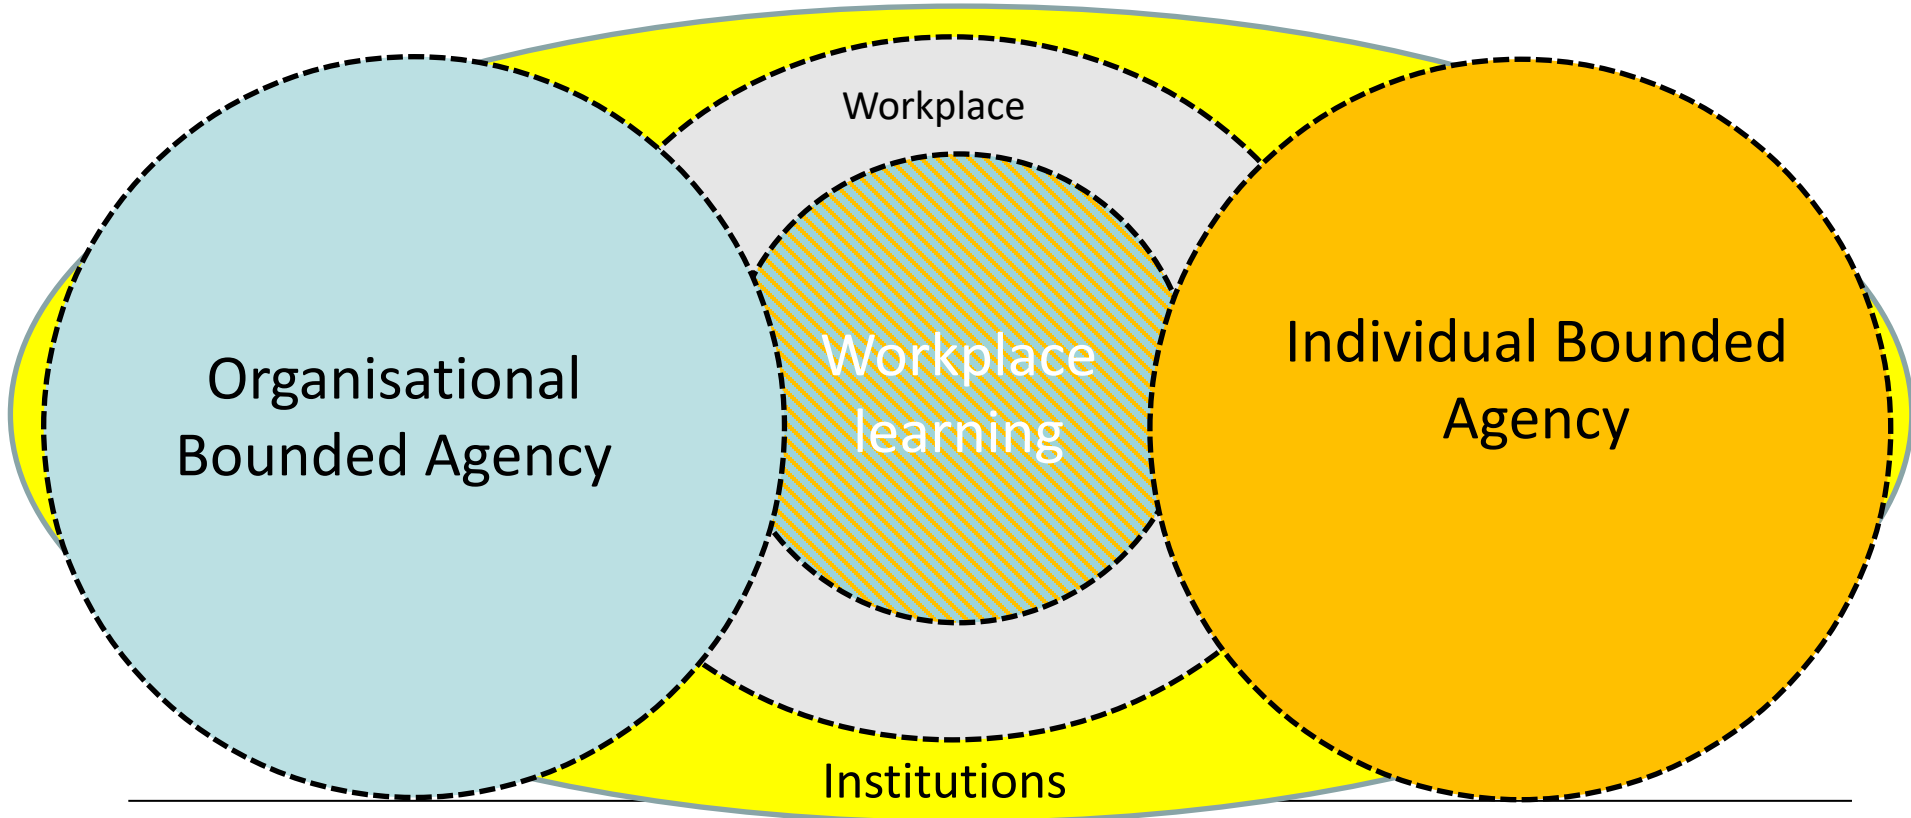 Workplace
Organisational
Bounded Agency
Workplace
learning
Individual Bounded
Agency
Institutions